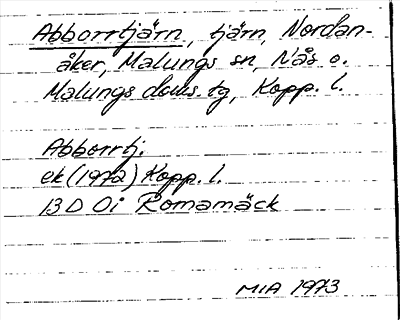 Abborrtjärn, tjärn, Nordan-
åker, Malungs sn, Nås o.
Malungs doms. tg, Kopp. l.
Abborrtj.
ek (1972) Kopp. l.
13 D 0i Romamäck
MIA 1973